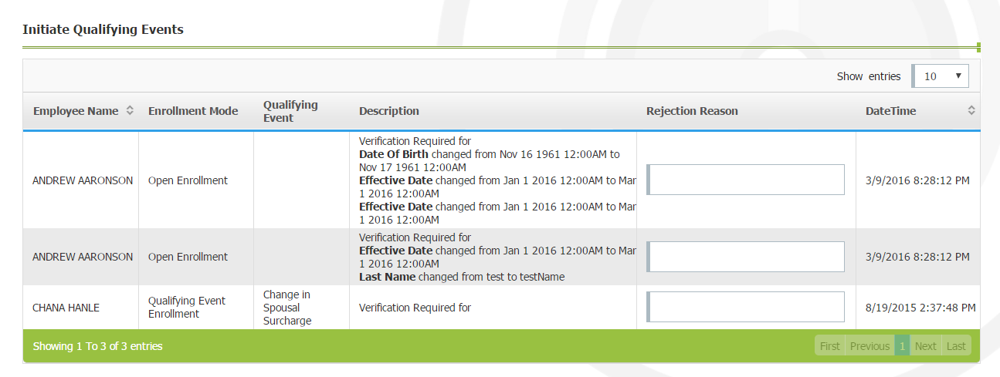 Initiate Qualifying Events
Show entries 10
Employee Name Enrollment Mode Qualifying Event Description Rejection Reason DateTime
ANDREW AARONSON Open Enrollment
Verification Required for
Date Of Birth changed from Nov 16 1961 12:00AM to
Nov 17 1961 12:00AM
Effective Date changed from Jan 1 2016 12:00AM to Mar
1 2016 12:00AM
Effective Date changed from Jan 1 2016 12:00AM to Mar
1 2016 12:00AM
3/9/2016 8:28:12 PM
ANDREW AARONSON Open Enrollment
Verification Required for
Effective Date changed from Jan 1 2016 12:00AM to Mar
1 2016 12:00AM
Last Name changed from test to testName
3/9/2016 8:28:12 PM
CHANA HANLE
Qualifying Event
Enrollment
Change in
Spousal
Surcharge
Verification Required for
8/19/2015 2:37:48 PM
Showing 1 To 3 of 3 entries
First Previous 1 Next Last